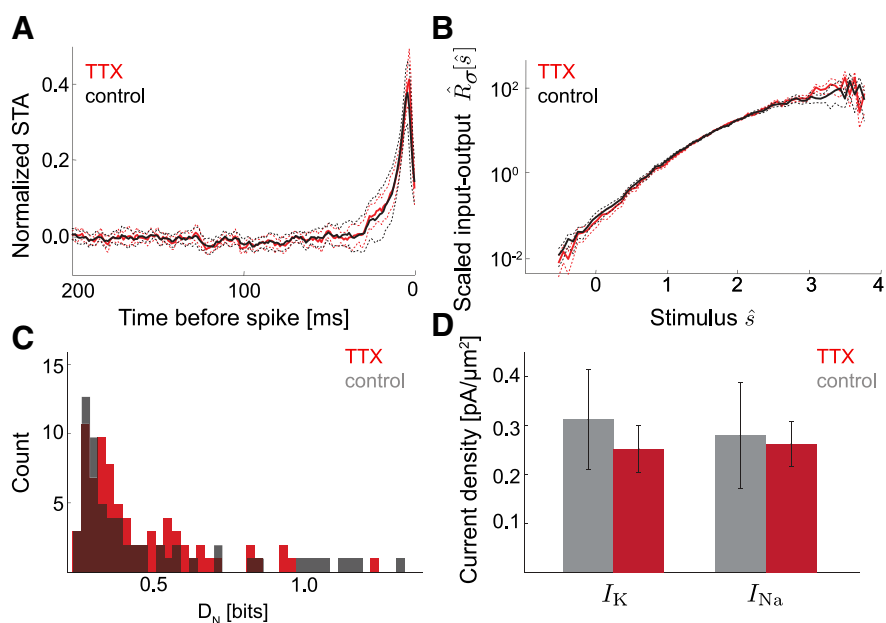 A
TTX
control
Normalized STA
0.4
0.2
0.0
200
100
0
Time before spike [ms]
B
TTX
control
Scaled input-output R̂σ[ŝ]
10²
10⁰
10⁻²
0
1
2
3
4
Stimulus ŝ
C
TTX
control
Count
15
10
5
0.5
1.0
D_N [bits]
D
TTX
control
Current density [pA/µm²]
0.4
0.3
0.2
0.1
I_K
I_Na